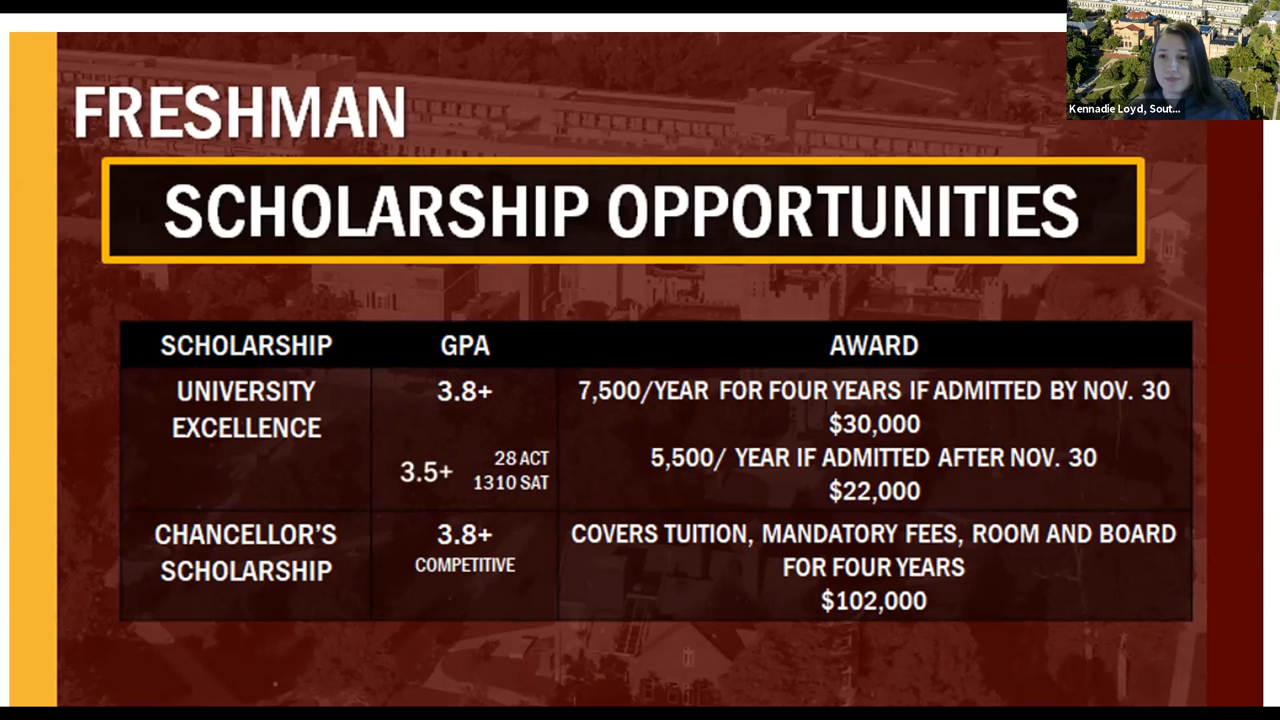 Kennadie Loyd, Sout...
FRESHMAN
SCHOLARSHIP OPPORTUNITIES
SCHOLARSHIP GPA AWARD
UNIVERSITY EXCELLENCE
3.8+
3.5+ 28 ACT 1310 SAT
7,500/YEAR FOR FOUR YEARS IF ADMITTED BY NOV. 30
$30,000
5,500/ YEAR IF ADMITTED AFTER NOV. 30
$22,000
CHANCELLOR'S
SCHOLARSHIP
3.8+
COMPETITIVE
COVERS TUITION, MANDATORY FEES, ROOM AND BOARD
FOR FOUR YEARS
$102,000